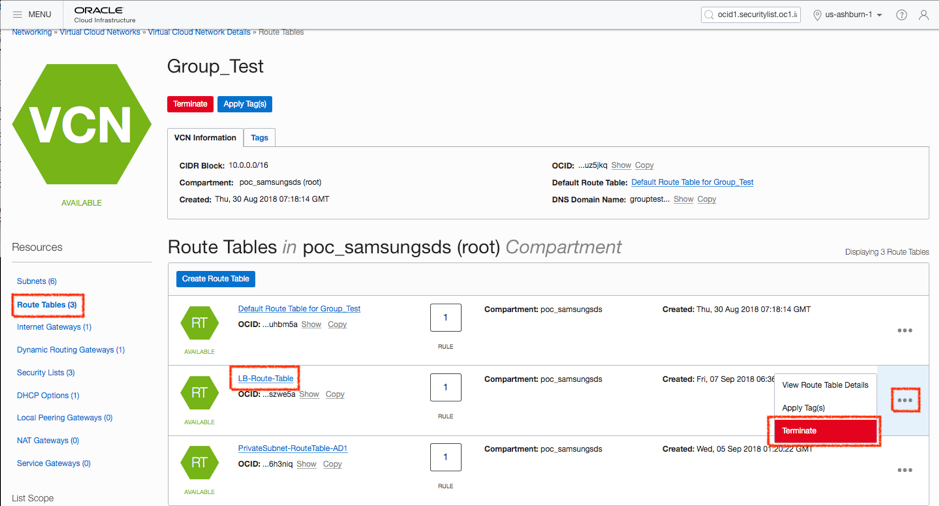 MENU
ORACLE
Cloud Infrastructure
ocid1.securitylist.oc1.i
us-ashburn-1
Networking » Virtual Cloud Networks » Virtual Cloud Network Details » Route Tables
VCN
AVAILABLE
Group_Test
Terminate
Apply Tag(s)
VCN Information
Tags
CIDR Block: 10.0.0.0/16
Compartment: poc_samsungsds (root)
Created: Thu, 30 Aug 2018 07:18:14 GMT
OCID: ...uz5jkq Show Copy
Default Route Table: Default Route Table for Group_Test
DNS Domain Name: grouptest... Show Copy
Resources
Subnets (6)
Route Tables (3)
Internet Gateways (1)
Dynamic Routing Gateways (1)
Security Lists (3)
DHCP Options (1)
Local Peering Gateways (0)
NAT Gateways (0)
Service Gateways (0)
List Scope
Route Tables in poc_samsungsds (root) Compartment
Displaying 3 Route Tables
Create Route Table
RT
AVAILABLE
Default Route Table for Group_Test
OCID: ...uhbm5a Show Copy
1
RULE
Compartment: poc_samsungsds
Created: Thu, 30 Aug 2018 07:18:14 GMT
RT
AVAILABLE
LB-Route-Table
OCID: ...szwe5a Show Copy
1
RULE
Compartment: poc_samsungsds
Created: Fri, 07 Sep 2018 06:36
View Route Table Details
Apply Tag(s)
Terminate
RT
AVAILABLE
PrivateSubnet-RouteTable-AD1
OCID: ...6h3niq Show Copy
1
RULE
Compartment: poc_samsungsds
Created: Wed, 05 Sep 2018 01:20:22 GMT